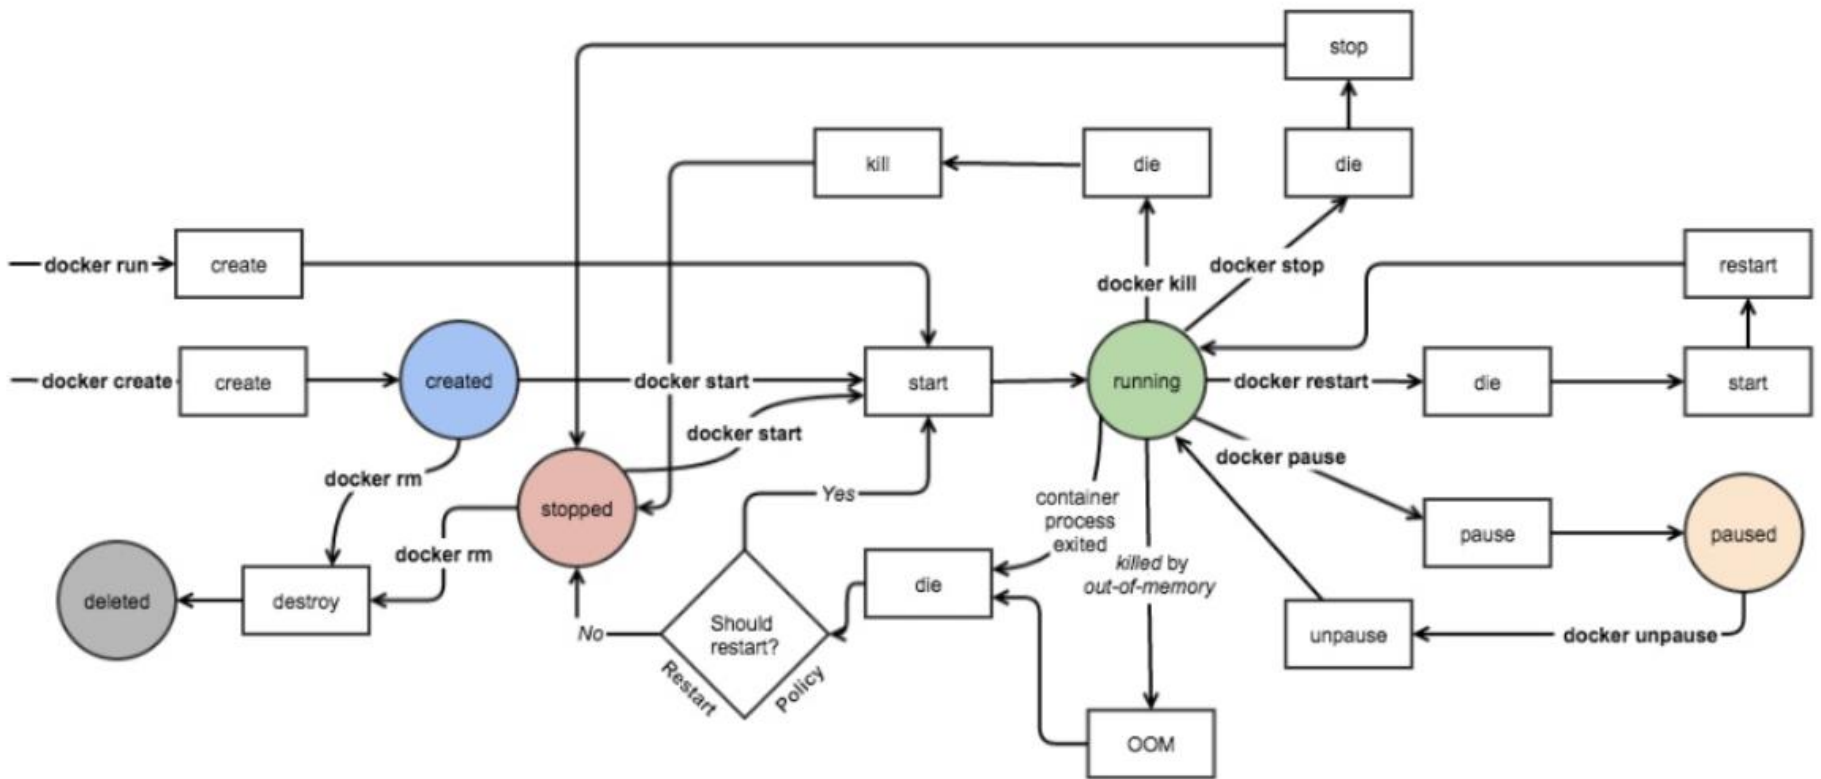 stop
kill
die
die
docker run
create
docker kill
docker stop
restart
docker create
create
created
docker start
start
running
docker restart
die
start
docker start
docker rm
stopped
Yes
docker pause
container
process
exited
pause
paused
docker rm
killed by
out-of-memory
deleted
destroy
die
No
Should
restart?
Restart
Policy
unpause
docker unpause
OOM